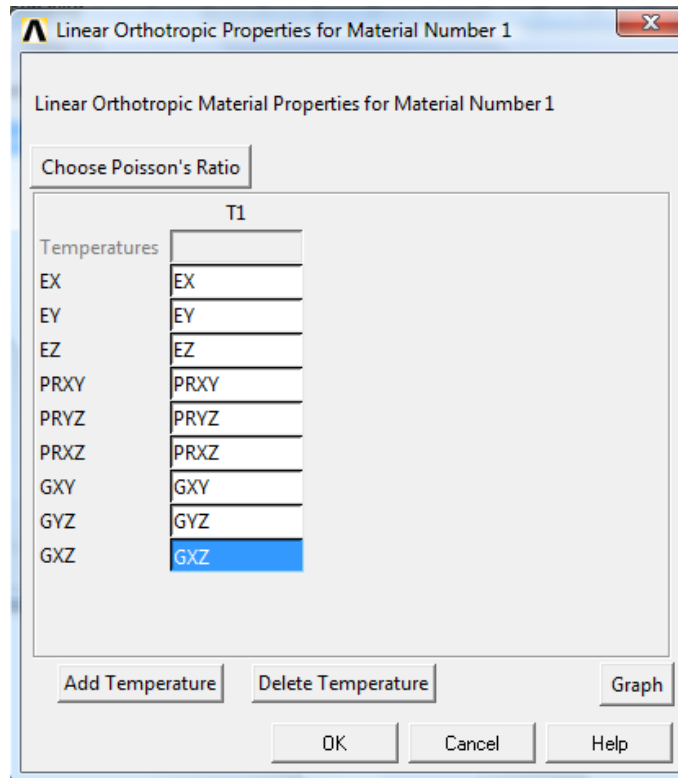 Linear Orthotropic Properties for Material Number 1
Linear Orthotropic Material Properties for Material Number 1
Choose Poisson's Ratio
T1
Temperatures
EX EX
EY EY
EZ EZ
PRXY PRXY
PRYZ PRYZ
PRXZ PRXZ
GXY GXY
GYZ GYZ
GXZ GXZ
Add Temperature Delete Temperature Graph
OK Cancel Help